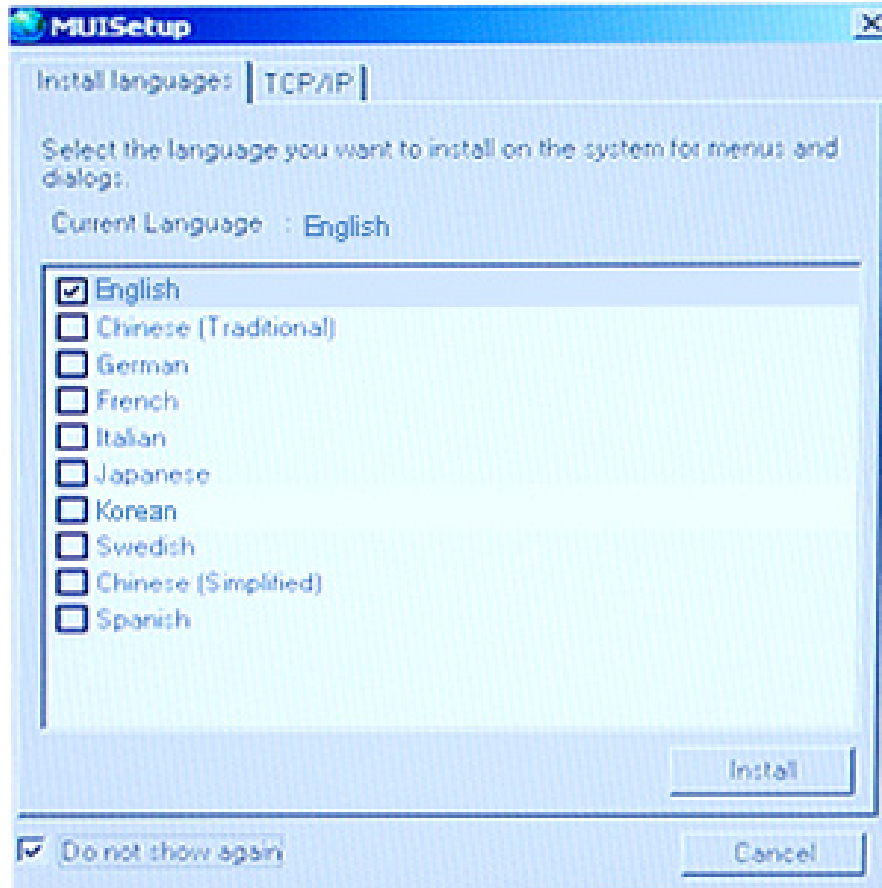 MUISetup
Install languages TCP/IP
Select the language you want to install on the system for menus and
dialogs.
Current Language : English
English
Chinese (Traditional)
German
French
Italian
Japanese
Korean
Swedish
Chinese (Simplified)
Spanish
Install
Do not show again
Cancel